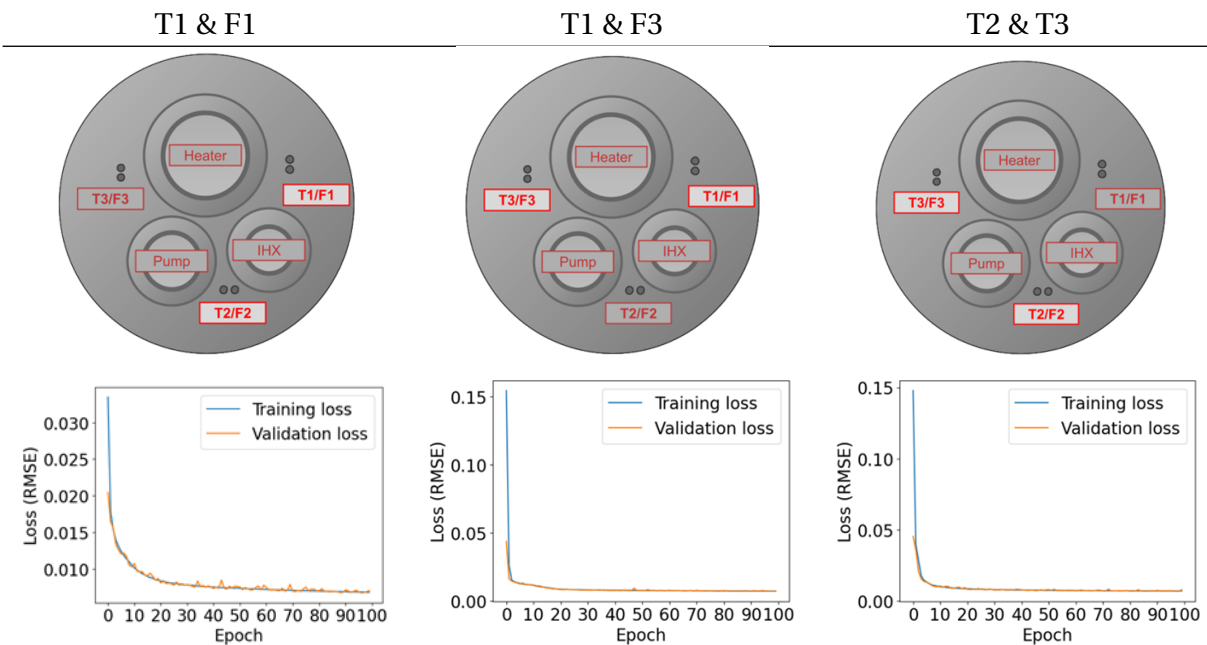 T1 & F1
T1 & F3
T2 & T3
Heater
T3/F3
T1/F1
Pump
IHX
T2/F2
Heater
T3/F3
T1/F1
Pump
IHX
T2/F2
Heater
T3/F3
T1/F1
Pump
IHX
T2/F2
Loss (RMSE)
0.030
0.025
0.020
0.015
0.010
Training loss
Validation loss
0 10 20 30 40 50 60 70 80 90 100
Epoch
Loss (RMSE)
0.15
0.10
0.05
0.00
Training loss
Validation loss
0 10 20 30 40 50 60 70 80 90 100
Epoch
Loss (RMSE)
0.15
0.10
0.05
0.00
Training loss
Validation loss
0 10 20 30 40 50 60 70 80 90 100
Epoch